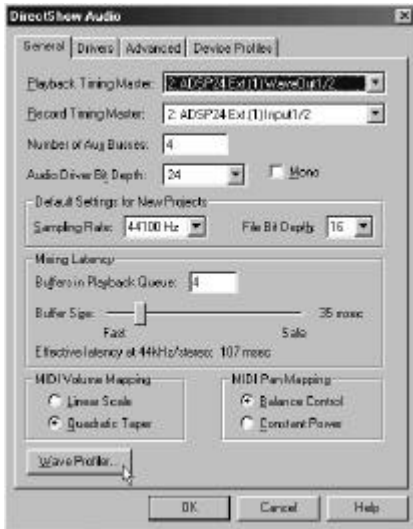 DirectShow Audio
General Drivers Advanced Device Profiles
Playback Timing Master: 2: ADSP24 Ext.(1) WaveOut1/2
Record Timing Master: 2: ADSP24 Ext.(1) Input1/2
Number of Aux Busses: 4
Audio Driver Bit Depth: 24 Mono
Default Settings for New Projects
Sampling Rate: 44100 Hz File Bit Depth: 16
Mixing Latency
Buffers in Playback Queue: 4
Buffer Size: 35 msec
Fast Safe
Effective latency at 44kHz/stereo: 107 msec
MIDI Volume Mapping MIDI Pan Mapping
Linear Scale Balance Control
Quadratic Taper Constant Power
Wave Profiler...
OK Cancel Help